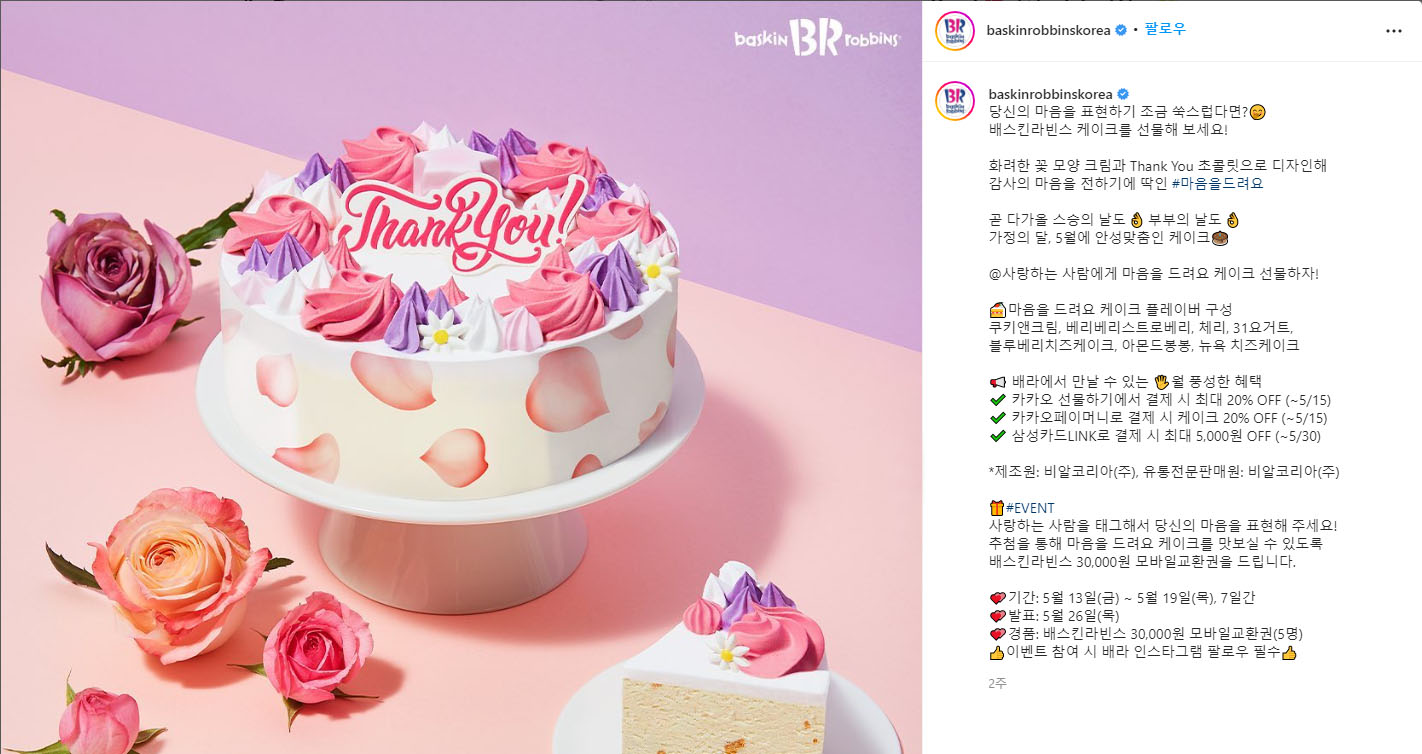 baskin BR robbins
Thank You!
baskinrobbinskorea • 팔로우
baskinrobbinskorea
당신의 마음을 표현하기 조금 쑥스럽다면?😊
배스킨라빈스 케이크를 선물해 보세요!
화려한 꽃 모양 크림과 Thank You 초콜릿으로 디자인해
감사의 마음을 전하기에 딱인 #마음을드려요
곧 다가올 스승의 날도👌 부부의 날도👌
가정의 달, 5월에 안성맞춤인 케이크🎂
@사랑하는 사람에게 마음을 드려요 케이크 선물하자!
🍰마음을 드려요 케이크 플레이버 구성
쿠키앤크림, 베리베리스트로베리, 체리, 31요거트,
블루베리치즈케이크, 아몬드봉봉, 뉴욕 치즈케이크
📢 배라에서 만날 수 있는 🖐월 풍성한 혜택
✔ 카카오 선물하기에서 결제 시 최대 20% OFF (~5/15)
✔ 카카오페이머니로 결제 시 케이크 20% OFF (~5/15)
✔ 삼성카드LINK로 결제 시 최대 5,000원 OFF (~5/30)
*제조원: 비알코리아(주), 유통전문판매원: 비알코리아(주)
🎁#EVENT
사랑하는 사람을 태그해서 당신의 마음을 표현해 주세요!
추첨을 통해 마음을 드려요 케이크를 맛보실 수 있도록
배스킨라빈스 30,000원 모바일교환권을 드립니다.
💕기간: 5월 13일(금) ~ 5월 19일(목), 7일간
💕발표: 5월 26일(목)
💕경품: 배스킨라빈스 30,000원 모바일교환권(5명)
👍이벤트 참여 시 배라 인스타그램 팔로우 필수👍
2주